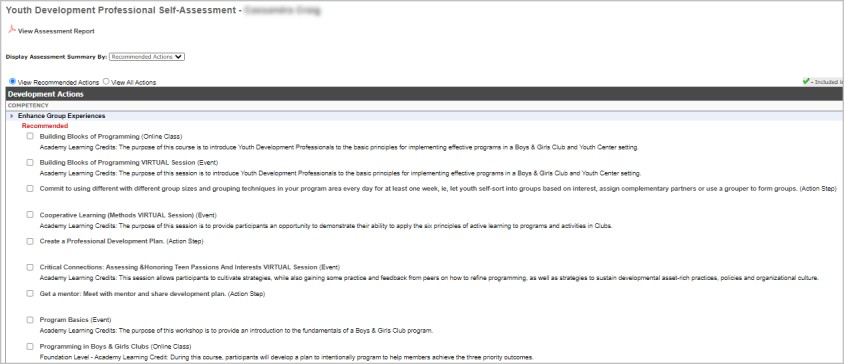 Youth Development Professional Self-Assessment -
View Assessment Report
Display Assessment Summary By: Recommended Actions
View Recommended Actions View All Actions
- Included
Development Actions
COMPETENCY
Enhance Group Experiences
Recommended
Building Blocks of Programming (Online Class)
Academy Learning Credits: The purpose of this course is to introduce Youth Development Professionals to the basic principles for implementing effective programs in a Boys & Girls Club and Youth Center setting.
Building Blocks of Programming VIRTUAL Session (Event)
Academy Learning Credits: The purpose of this session is to introduce Youth Development Professionals to the basic principles for implementing effective programs in a Boys & Girls Club and Youth Center setting.
Commit to using different with different group sizes and grouping techniques in your program area every day for at least one week, ie, let youth self-sort into groups based on interest, assign complementary partners or use a grouper to form groups. (Action Step)
Cooperative Learning (Methods VIRTUAL Session) (Event)
Academy Learning Credits: The purpose of this session is to provide participants an opportunity to demonstrate their ability to apply the six principles of active learning to programs and activities in Clubs.
Create a Professional Development Plan. (Action Step)
Critical Connections: Assessing &Honoring Teen Passions And Interests VIRTUAL Session (Event)
Academy Learning Credits: This session allows participants to cultivate strategies, while also gaining some practice and feedback from peers on how to refine programming, as well as strategies to sustain developmental asset-rich practices, policies and organizational culture.
Get a mentor: Meet with mentor and share development plan. (Action Step)
Program Basics (Event)
Academy Learning Credits: The purpose of this workshop is to provide an introduction to the fundamentals of a Boys & Girls Club program.
Programming in Boys & Girls Clubs (Online Class)
Foundation Level - Academy Learning Credit: During this course, participants will develop a plan to intentionally program to help members achieve the three priority outcomes.